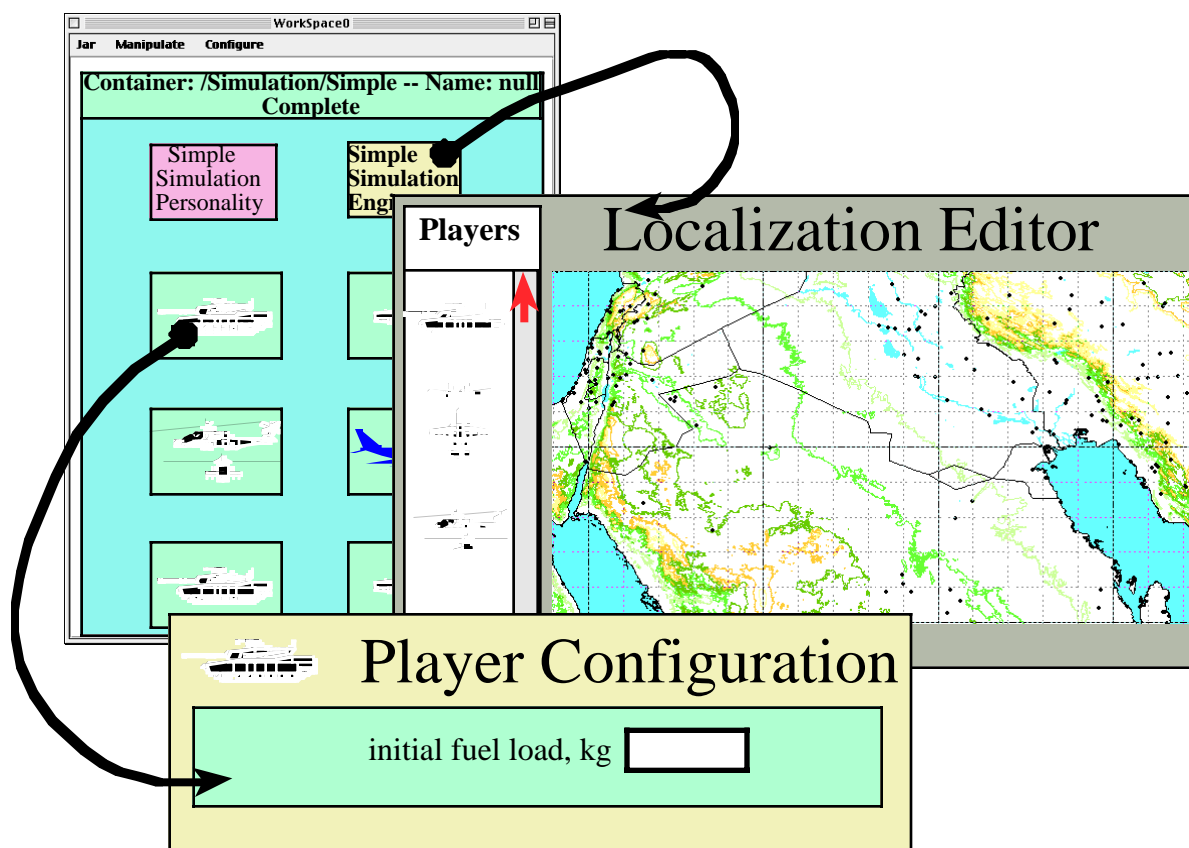 WorkSpace0
Jar Manipulate Configure
Container: /Simulation/Simple -- Name: null
Complete
Simple
Simulation
Personality
Simple
Simulation
Engi
Players
Localization Editor
Player Configuration
initial fuel load, kg